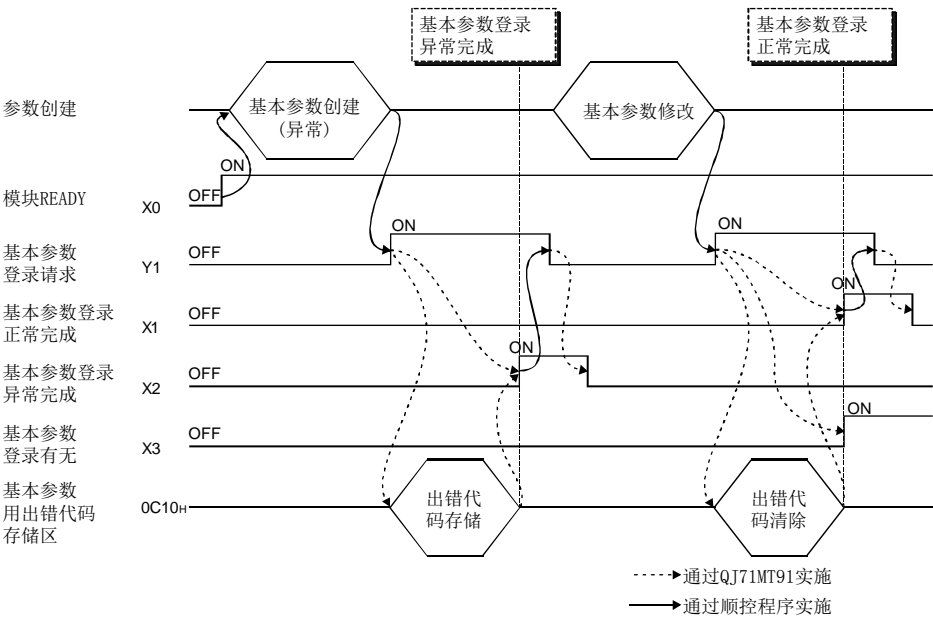 基本参数登录
异常完成
基本参数登录
正常完成
参数创建
基本参数创建
(异常)
基本参数修改
模块READY
X0
OFF
ON
基本参数
登录请求
Y1
OFF
ON
ON
基本参数登录
正常完成
X1
OFF
ON
基本参数登录
异常完成
X2
OFF
ON
基本参数
登录有无
X3
OFF
ON
基本参数
用出错代码
存储区
0C10H
出错代
码存储
出错代
码清除
通过QJ71MT91实施
通过顺控程序实施